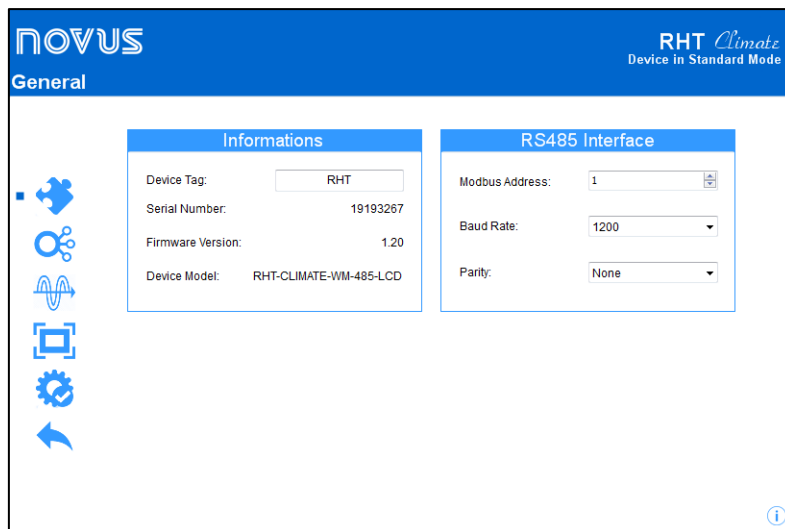 NOVUS
RHT Climate
Device in Standard Mode
General
Informations
Device Tag: RHT
Serial Number: 19193267
Firmware Version: 1.20
Device Model: RHT-CLIMATE-WM-485-LCD
RS485 Interface
Modbus Address: 1
Baud Rate: 1200
Parity: None
i